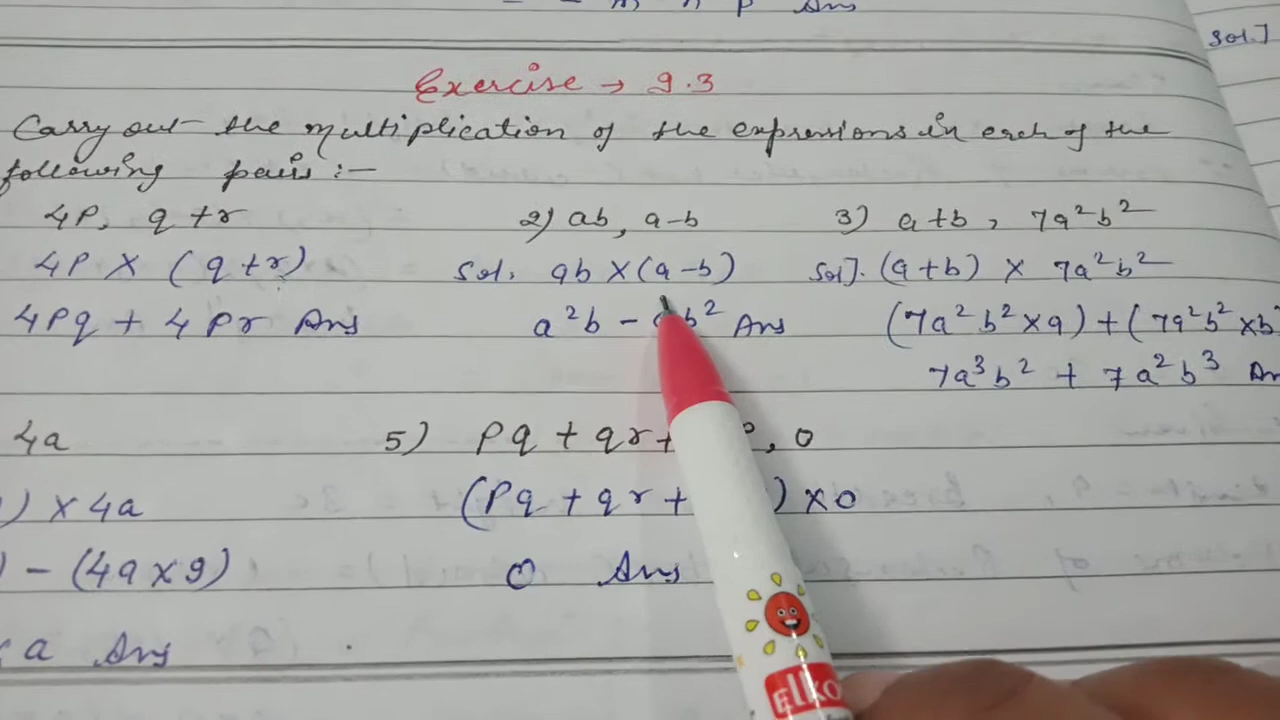 m, n, p Ans
Sol.]
Exercise → 9.3
Carry out the multiplication of the expressions in each of the
following pairs :-
4P, q + r 2) ab, a-b 3) a+b, 7a²b²
4P X (q+r) Sol. ab X (a-b) Sol]. (a+b) × 7a²b²
4Pq + 4Pr Ans a²b - b² Ans (7a²b² × a) + (7a²b² × b
7a³b² + 7a²b³ An
4a 5) Pq + qr + , 0
) X 4a (Pq + qr + ) X 0
) - (4a X 9) 0 Ans
a Ans
ELKO